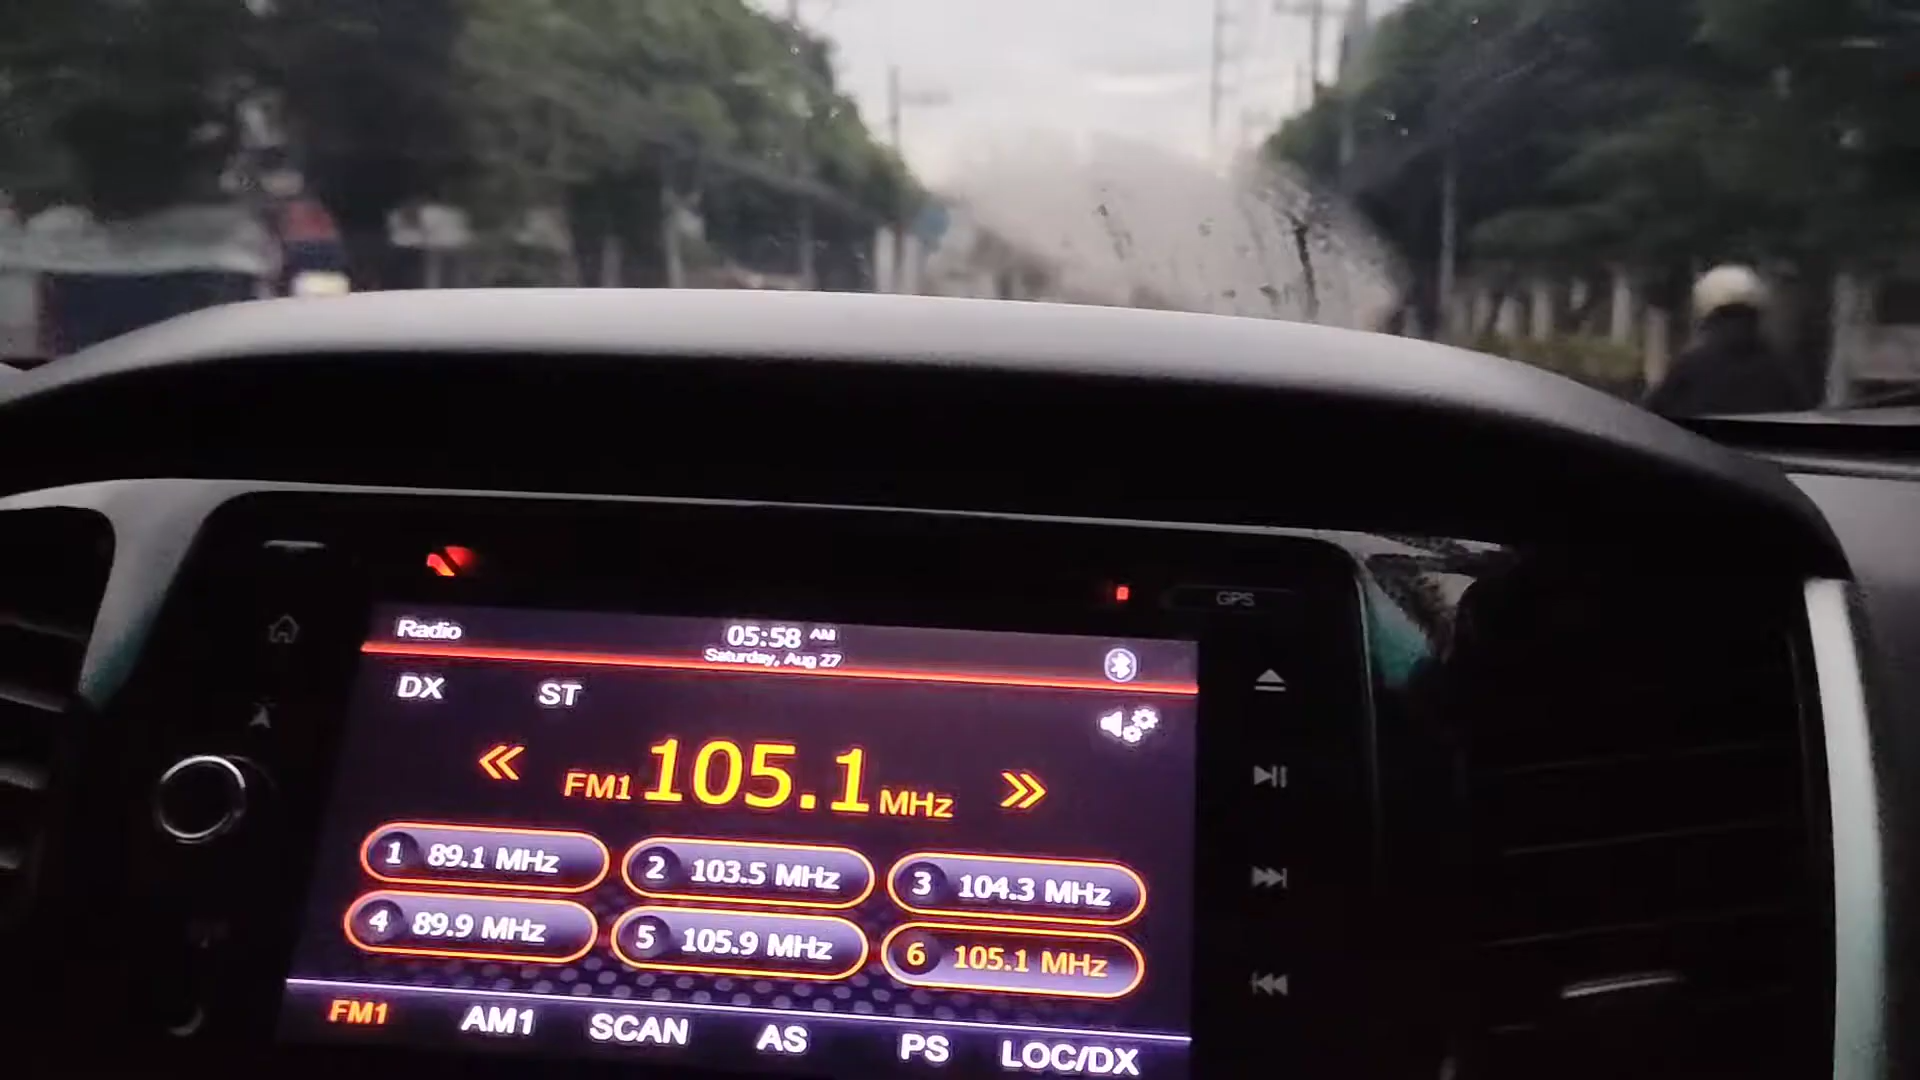 GPS
Radio
05:58 AM
Saturday, Aug 27
DX ST
FM1 105.1 MHz
1 89.1 MHz 2 103.5 MHz 3 104.3 MHz
4 89.9 MHz 5 105.9 MHz 6 105.1 MHz
FM1 AM1 SCAN AS PS LOC/DX